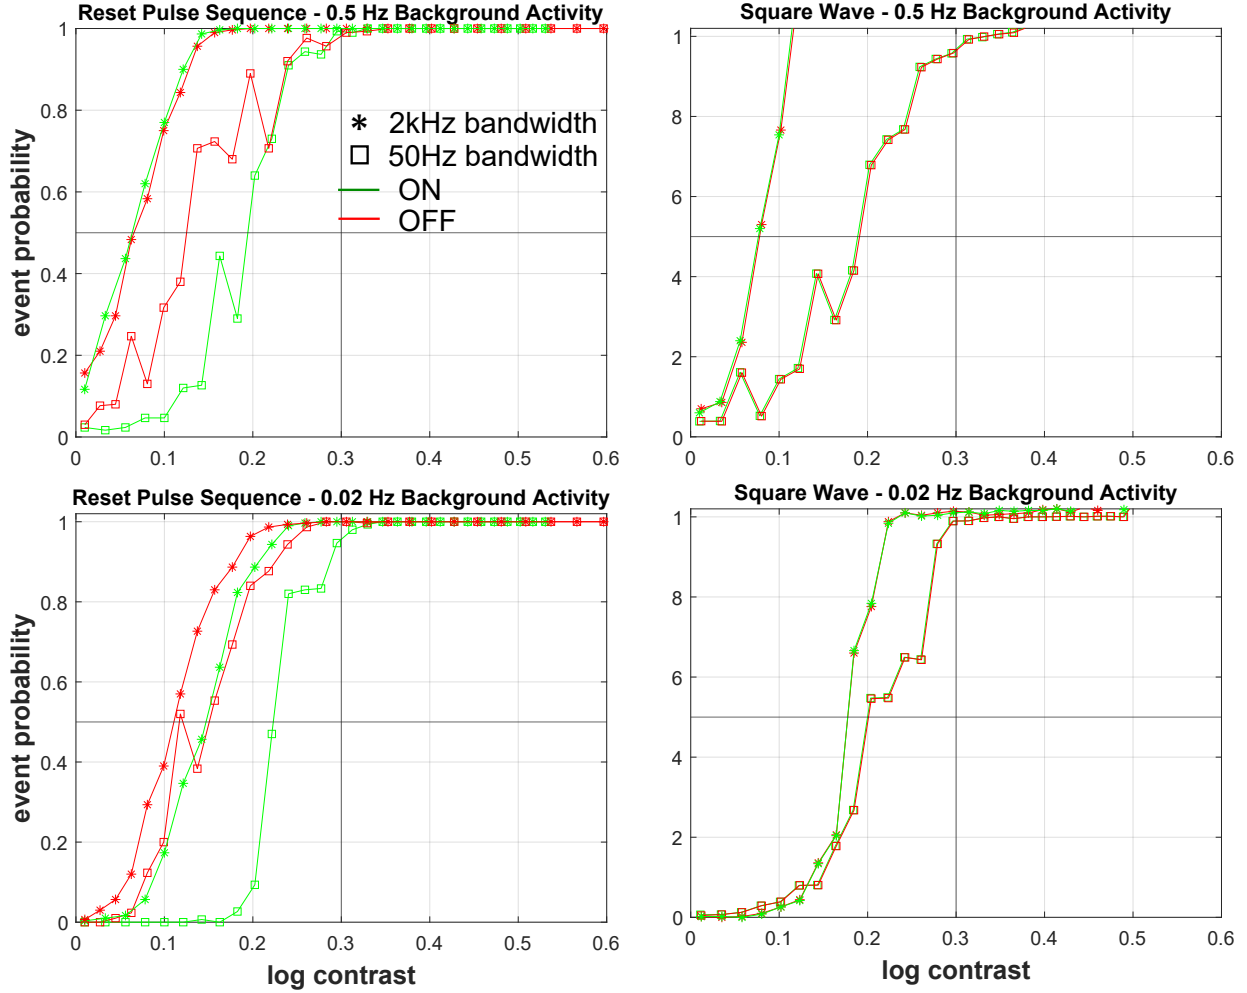 Reset Pulse Sequence - 0.5 Hz Background Activity
1
0.8
0.6
0.4
0.2
0
event probability
2kHz bandwidth
50Hz bandwidth
ON
OFF
0 0.1 0.2 0.3 0.4 0.5 0.6
Square Wave - 0.5 Hz Background Activity
1
8
6
4
2
0
0 0.1 0.2 0.3 0.4 0.5 0.6
Reset Pulse Sequence - 0.02 Hz Background Activity
1
0.8
0.6
0.4
0.2
0
event probability
0 0.1 0.2 0.3 0.4 0.5 0.6
log contrast
Square Wave - 0.02 Hz Background Activity
1
8
6
4
2
0
0 0.1 0.2 0.3 0.4 0.5 0.6
log contrast